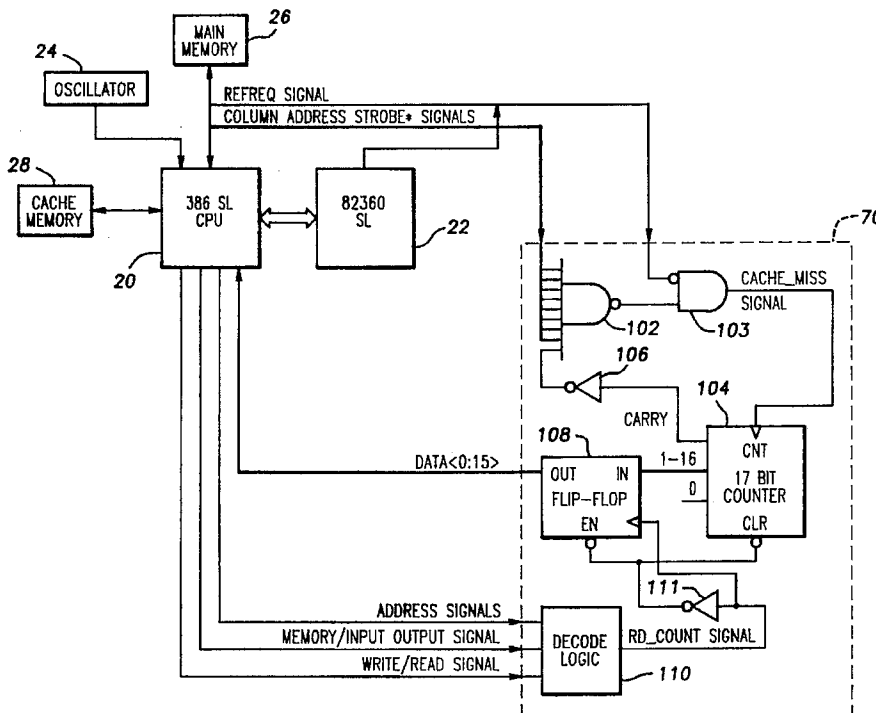 MAIN
MEMORY
26
24
OSCILLATOR
REFREQ SIGNAL
COLUMN ADDRESS STROBE* SIGNALS
28
CACHE
MEMORY
386 SL
CPU
20
82360
SL
22
70
102
103
CACHE_MISS
SIGNAL
106
CARRY
104
CNT
17 BIT
COUNTER
CLR
1-16
0
108
OUT IN
FLIP-FLOP
EN
DATA<0:15>
111
ADDRESS SIGNALS
MEMORY/INPUT OUTPUT SIGNAL
WRITE/READ SIGNAL
DECODE
LOGIC
110
RD_COUNT SIGNAL